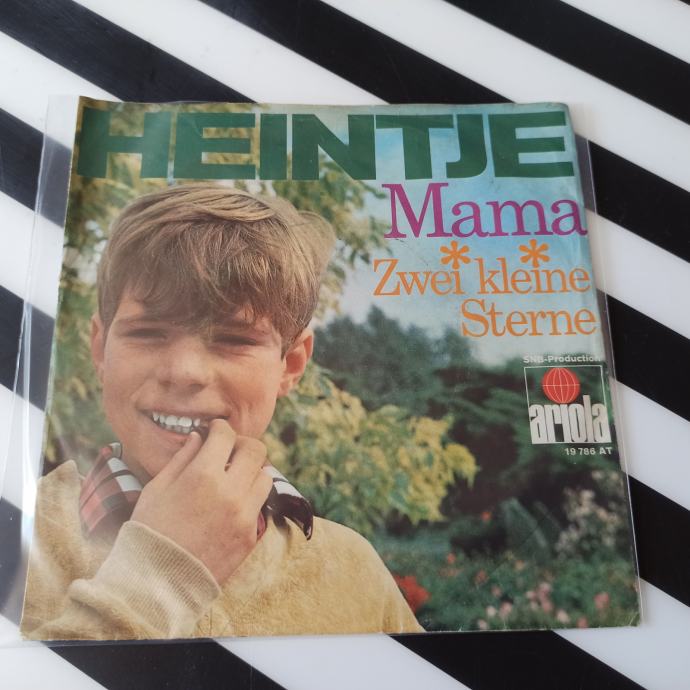 HEINTJE
Mama
Zwei kleine
Sterne
SNB-Production
ariola
19 786 AT